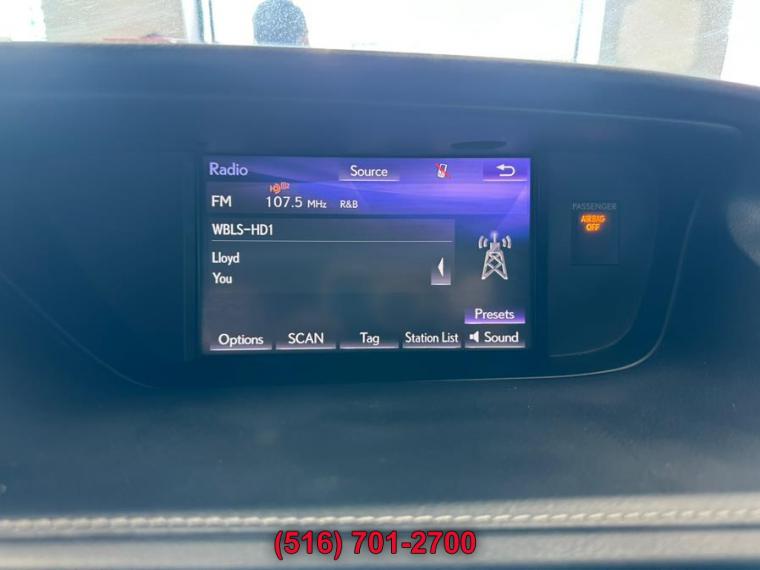 Radio Source
FM 107.5 MHz R&B
WBLS-HD1
Lloyd
You
Presets
Options SCAN Tag Station List Sound
PASSENGER
AIRBAG
OFF
(516) 701-2700